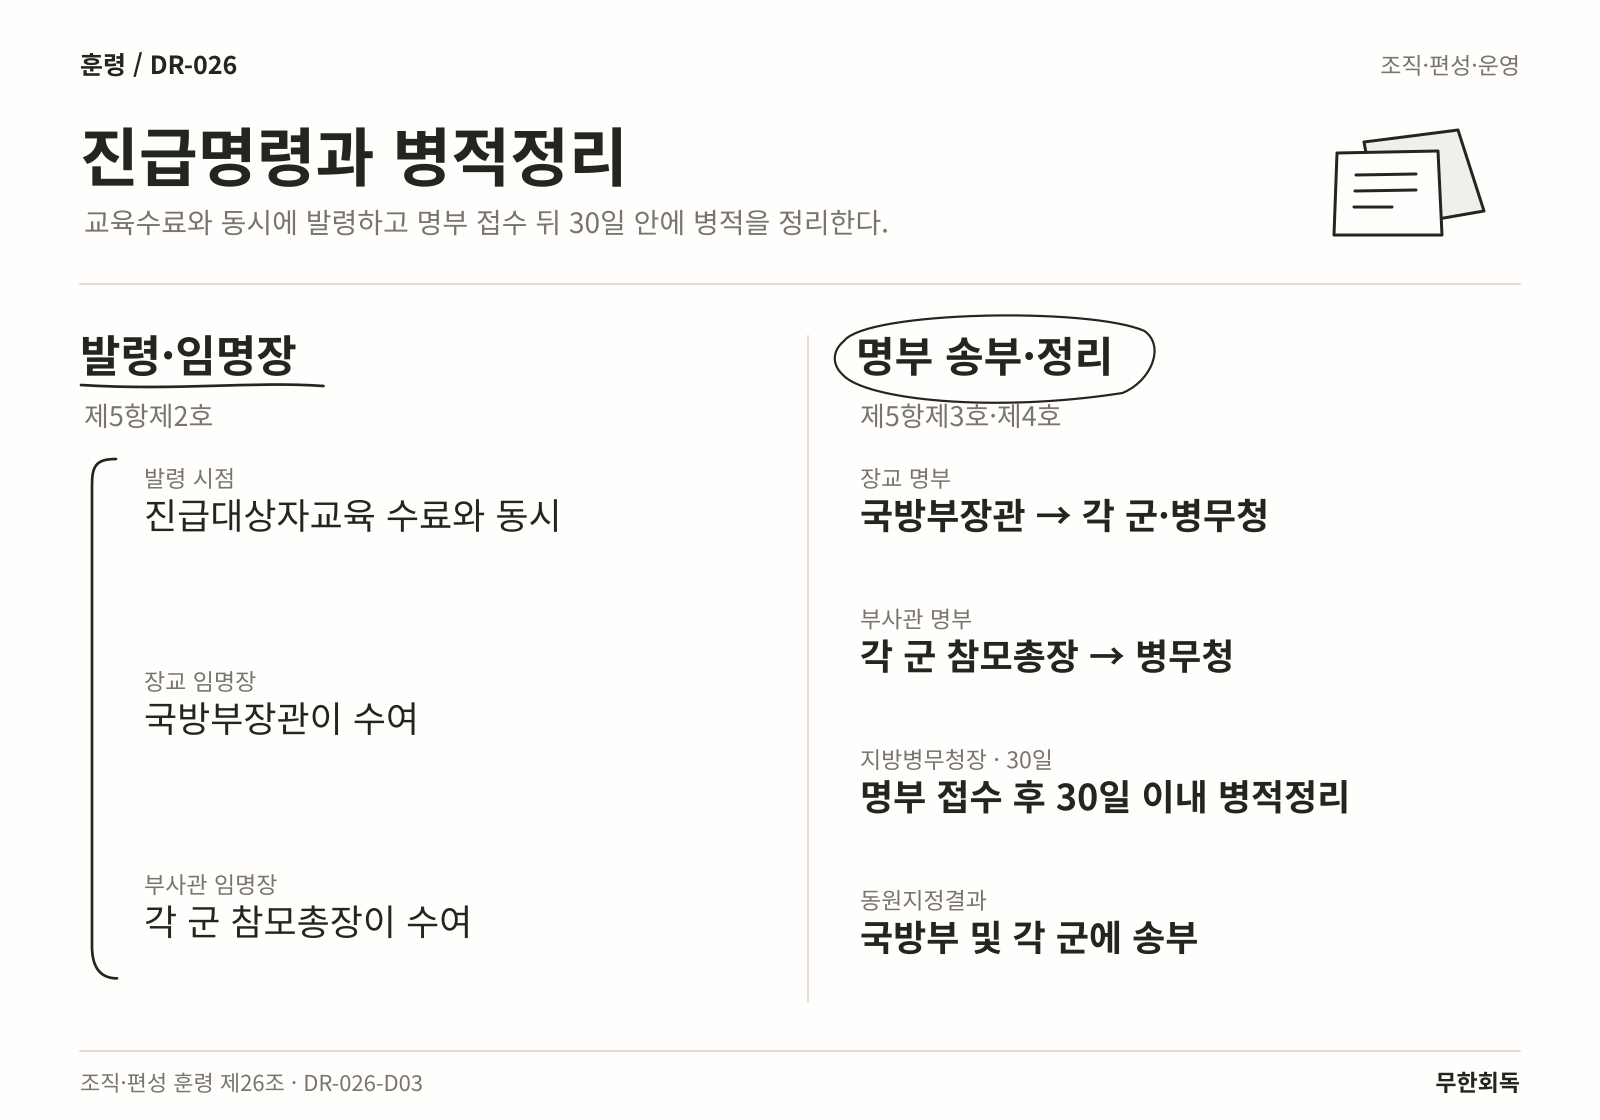 훈령 / DR-026
조직·편성·운영
진급명령과 병적정리
교육수료와 동시에 발령하고 명부 접수 뒤 30일 안에 병적을 정리한다.
발령·임명장
제5항제2호
발령 시점
진급대상자교육 수료와 동시
장교 임명장
국방부장관이 수여
부사관 임명장
각 군 참모총장이 수여
명부 송부·정리
제5항제3호·제4호
장교 명부
국방부장관 → 각 군·병무청
부사관 명부
각 군 참모총장 → 병무청
지방병무청장 · 30일
명부 접수 후 30일 이내 병적정리
동원지정결과
국방부 및 각 군에 송부
조직·편성 훈령 제26조 · DR-026-D03
무한회독